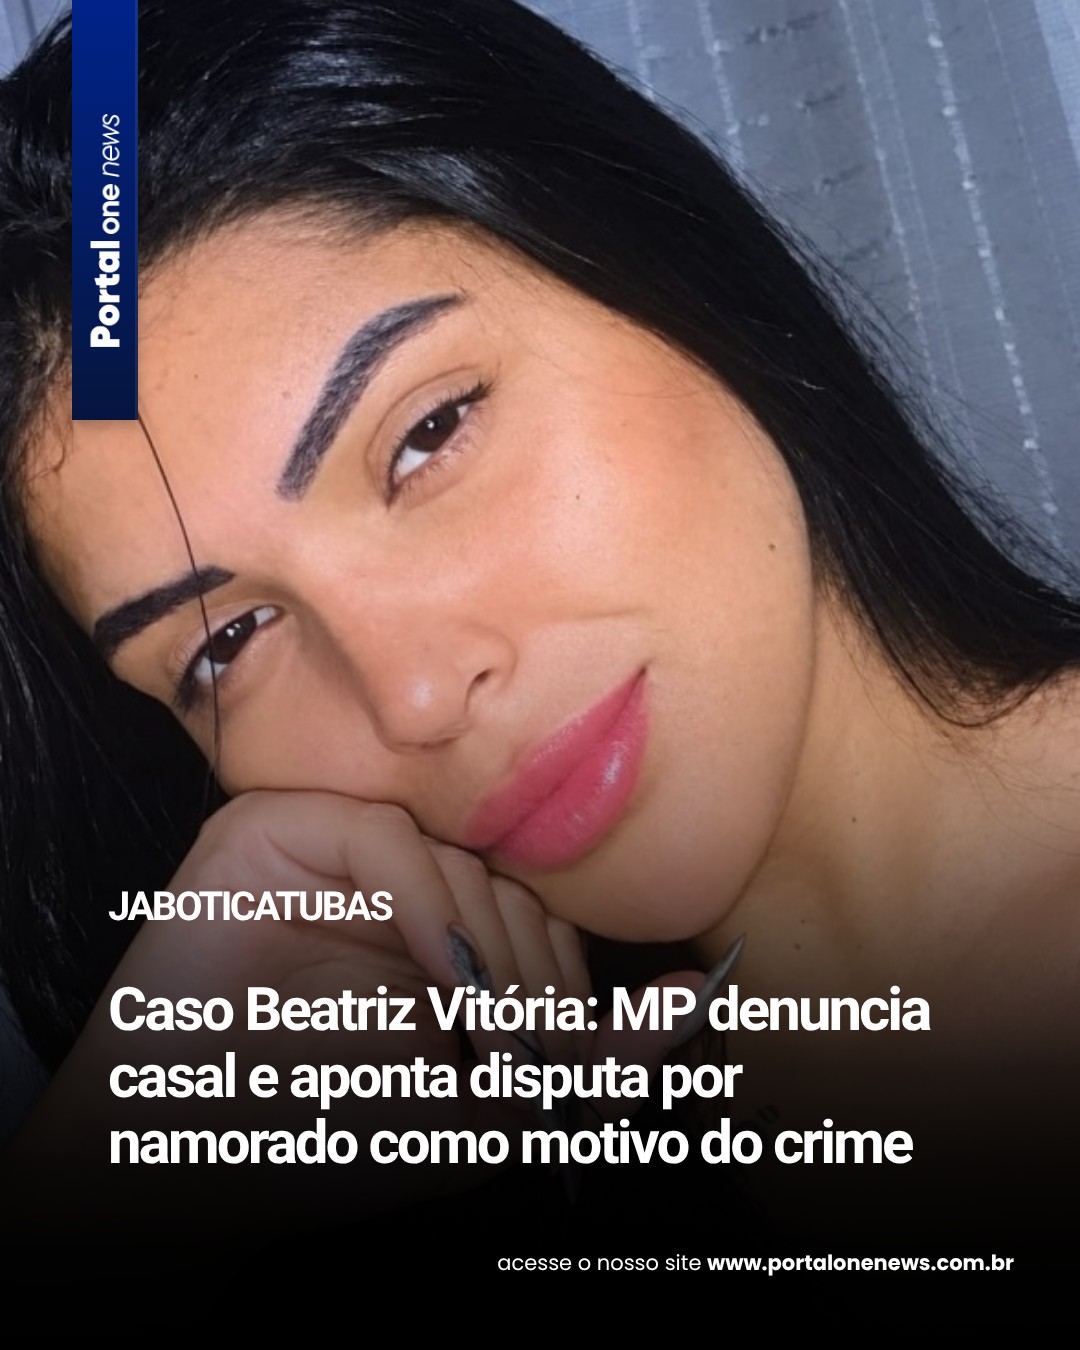 Portal one news
JABOTICATUBAS
Caso Beatriz Vitória: MP denuncia
casal e aponta disputa por
namorado como motivo do crime
acesse o nosso site www.portalonenews.com.br